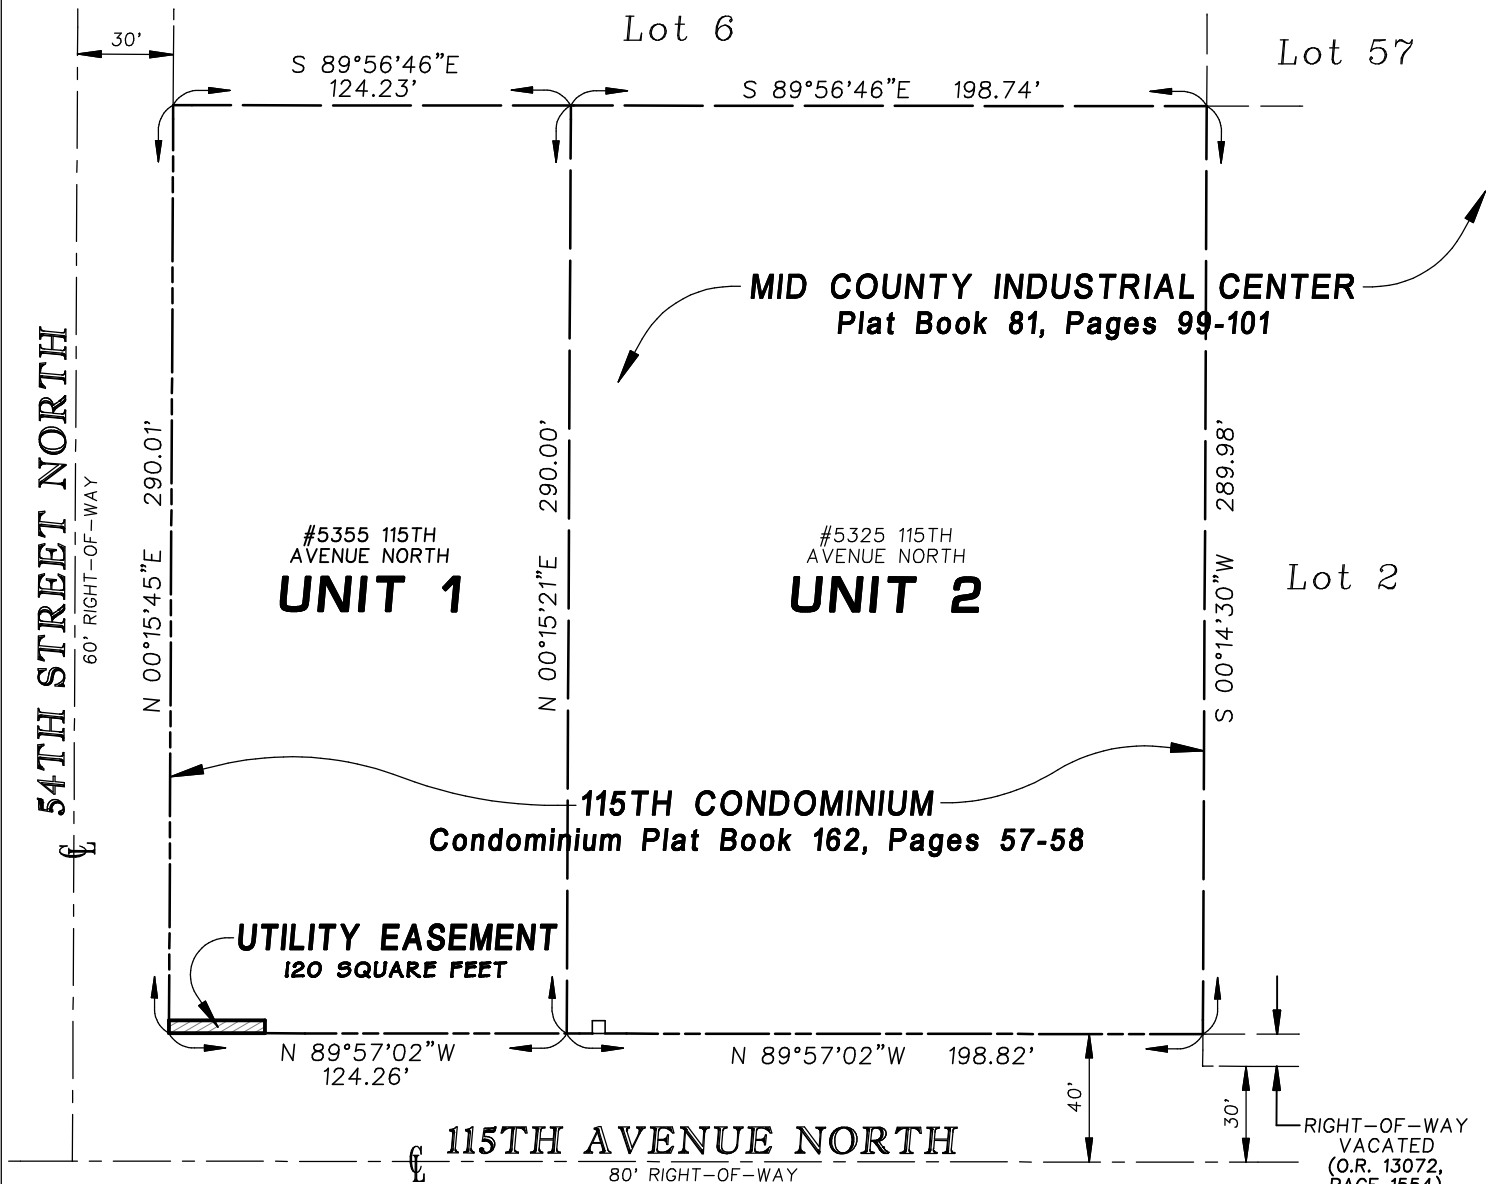 30'
Lot 6
Lot 57
S 89°56'46"E
124.23'
S 89°56'46"E 198.74'
MID COUNTY INDUSTRIAL CENTER
Plat Book 81, Pages 99-101
54TH STREET NORTH
60' RIGHT-OF-WAY
N 00°15'45"E 290.01'
N 00°15'21"E 290.00'
S 00°14'30"W 289.98'
#5355 115TH
AVENUE NORTH
UNIT 1
#5325 115TH
AVENUE NORTH
UNIT 2
Lot 2
115TH CONDOMINIUM
Condominium Plat Book 162, Pages 57-58
℄
UTILITY EASEMENT
120 SQUARE FEET
N 89°57'02"W
124.26'
N 89°57'02"W 198.82'
40'
30'
RIGHT-OF-WAY
VACATED
(O.R. 13072,
PAGE 1554)
℄ 115TH AVENUE NORTH
80' RIGHT-OF-WAY